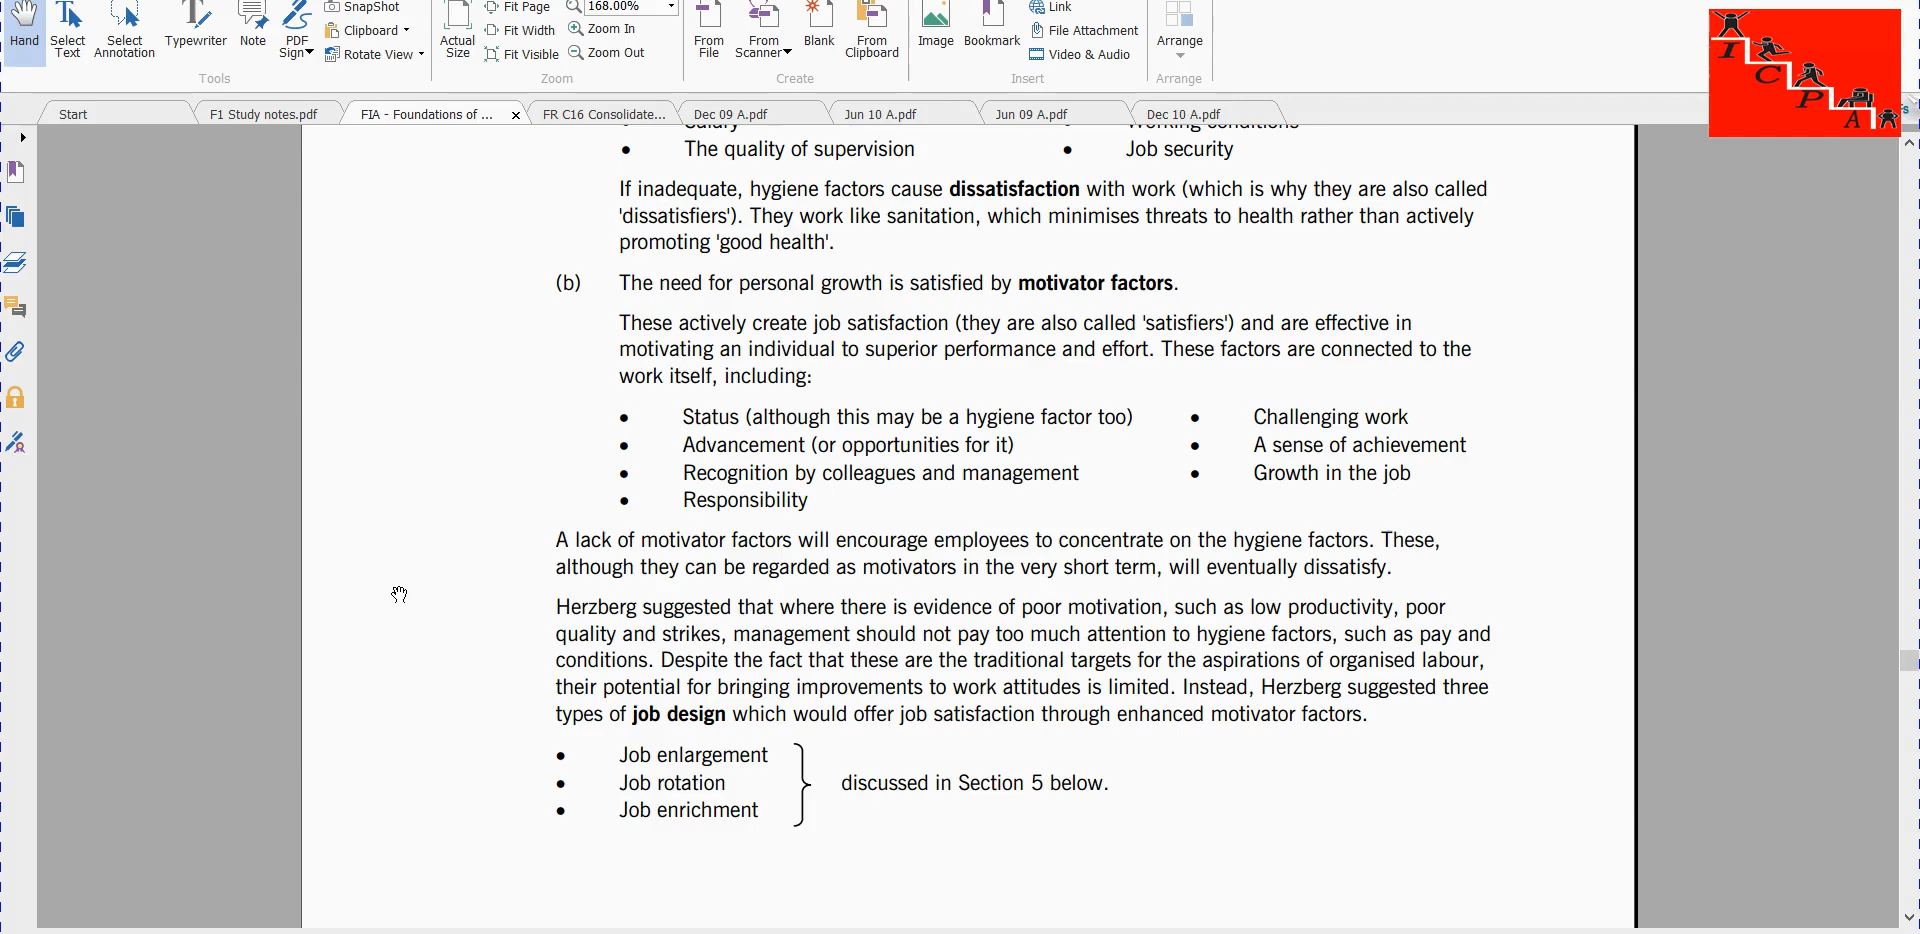 Hand
Select Text
Select Annotation
Typewriter
Note
PDF Sign
SnapShot
Clipboard
Rotate View
Tools
Actual Size
Fit Page
Fit Width
Fit Visible
168.00%
Zoom In
Zoom Out
Zoom
From File
From Scanner
Blank
From Clipboard
Create
Image
Bookmark
Link
File Attachment
Video & Audio
Insert
Arrange
Arrange
I C P A
Start
F1 Study notes.pdf
FIA - Foundations of ...
FR C16 Consolidate...
Dec 09 A.pdf
Jun 10 A.pdf
Jun 09 A.pdf
Dec 10 A.pdf
• Salary • Working conditions
• The quality of supervision • Job security
If inadequate, hygiene factors cause dissatisfaction with work (which is why they are also called
'dissatisfiers'). They work like sanitation, which minimises threats to health rather than actively
promoting 'good health'.
(b) The need for personal growth is satisfied by motivator factors.
These actively create job satisfaction (they are also called 'satisfiers') and are effective in
motivating an individual to superior performance and effort. These factors are connected to the
work itself, including:
• Status (although this may be a hygiene factor too) • Challenging work
• Advancement (or opportunities for it) • A sense of achievement
• Recognition by colleagues and management • Growth in the job
• Responsibility
A lack of motivator factors will encourage employees to concentrate on the hygiene factors. These,
although they can be regarded as motivators in the very short term, will eventually dissatisfy.
Herzberg suggested that where there is evidence of poor motivation, such as low productivity, poor
quality and strikes, management should not pay too much attention to hygiene factors, such as pay and
conditions. Despite the fact that these are the traditional targets for the aspirations of organised labour,
their potential for bringing improvements to work attitudes is limited. Instead, Herzberg suggested three
types of job design which would offer job satisfaction through enhanced motivator factors.
• Job enlargement
• Job rotation discussed in Section 5 below.
• Job enrichment